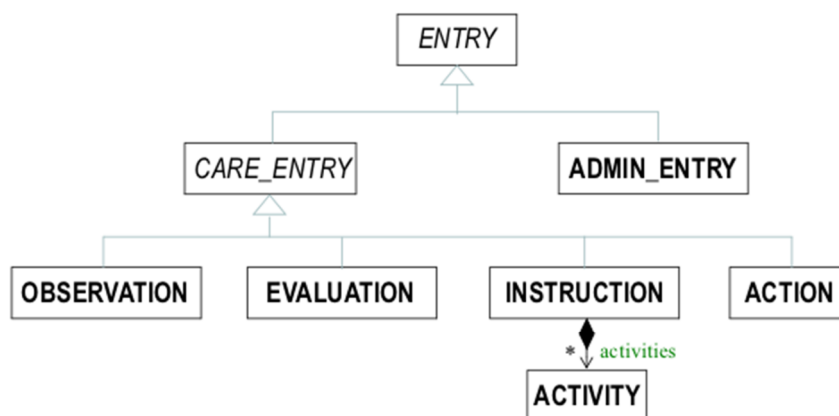 ENTRY
CARE_ENTRY
ADMIN_ENTRY
OBSERVATION
EVALUATION
INSTRUCTION
ACTION
* activities
ACTIVITY